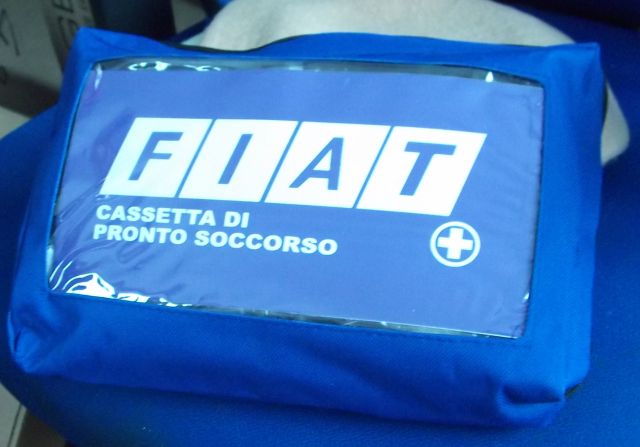 FIAT
CASSETTA DI
PRONTO SOCCORSO